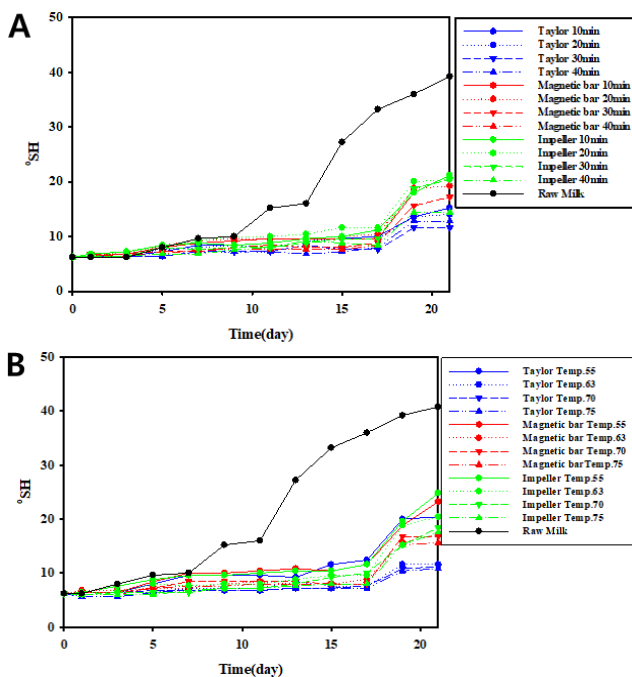 A
50
40
30
20
10
0
°SH
0
5
10
15
20
Time(day)
Taylor 10min
Taylor 20min
Taylor 30min
Taylor 40min
Magnetic bar 10min
Magnetic bar 20min
Magnetic bar 30min
Magnetic bar 40min
Impeller 10min
Impeller 20min
Impeller 30min
Impeller 40min
Raw Milk
B
50
40
30
20
10
0
°SH
0
5
10
15
20
Time(day)
Taylor Temp.55
Taylor Temp.63
Taylor Temp.70
Taylor Temp.75
Magnetic bar Temp.55
Magnetic bar Temp.63
Magnetic bar Temp.70
Magnetic barTemp.75
Impeller Temp.55
Impeller Temp.63
Impeller Temp.70
Impeller Temp.75
Raw Milk